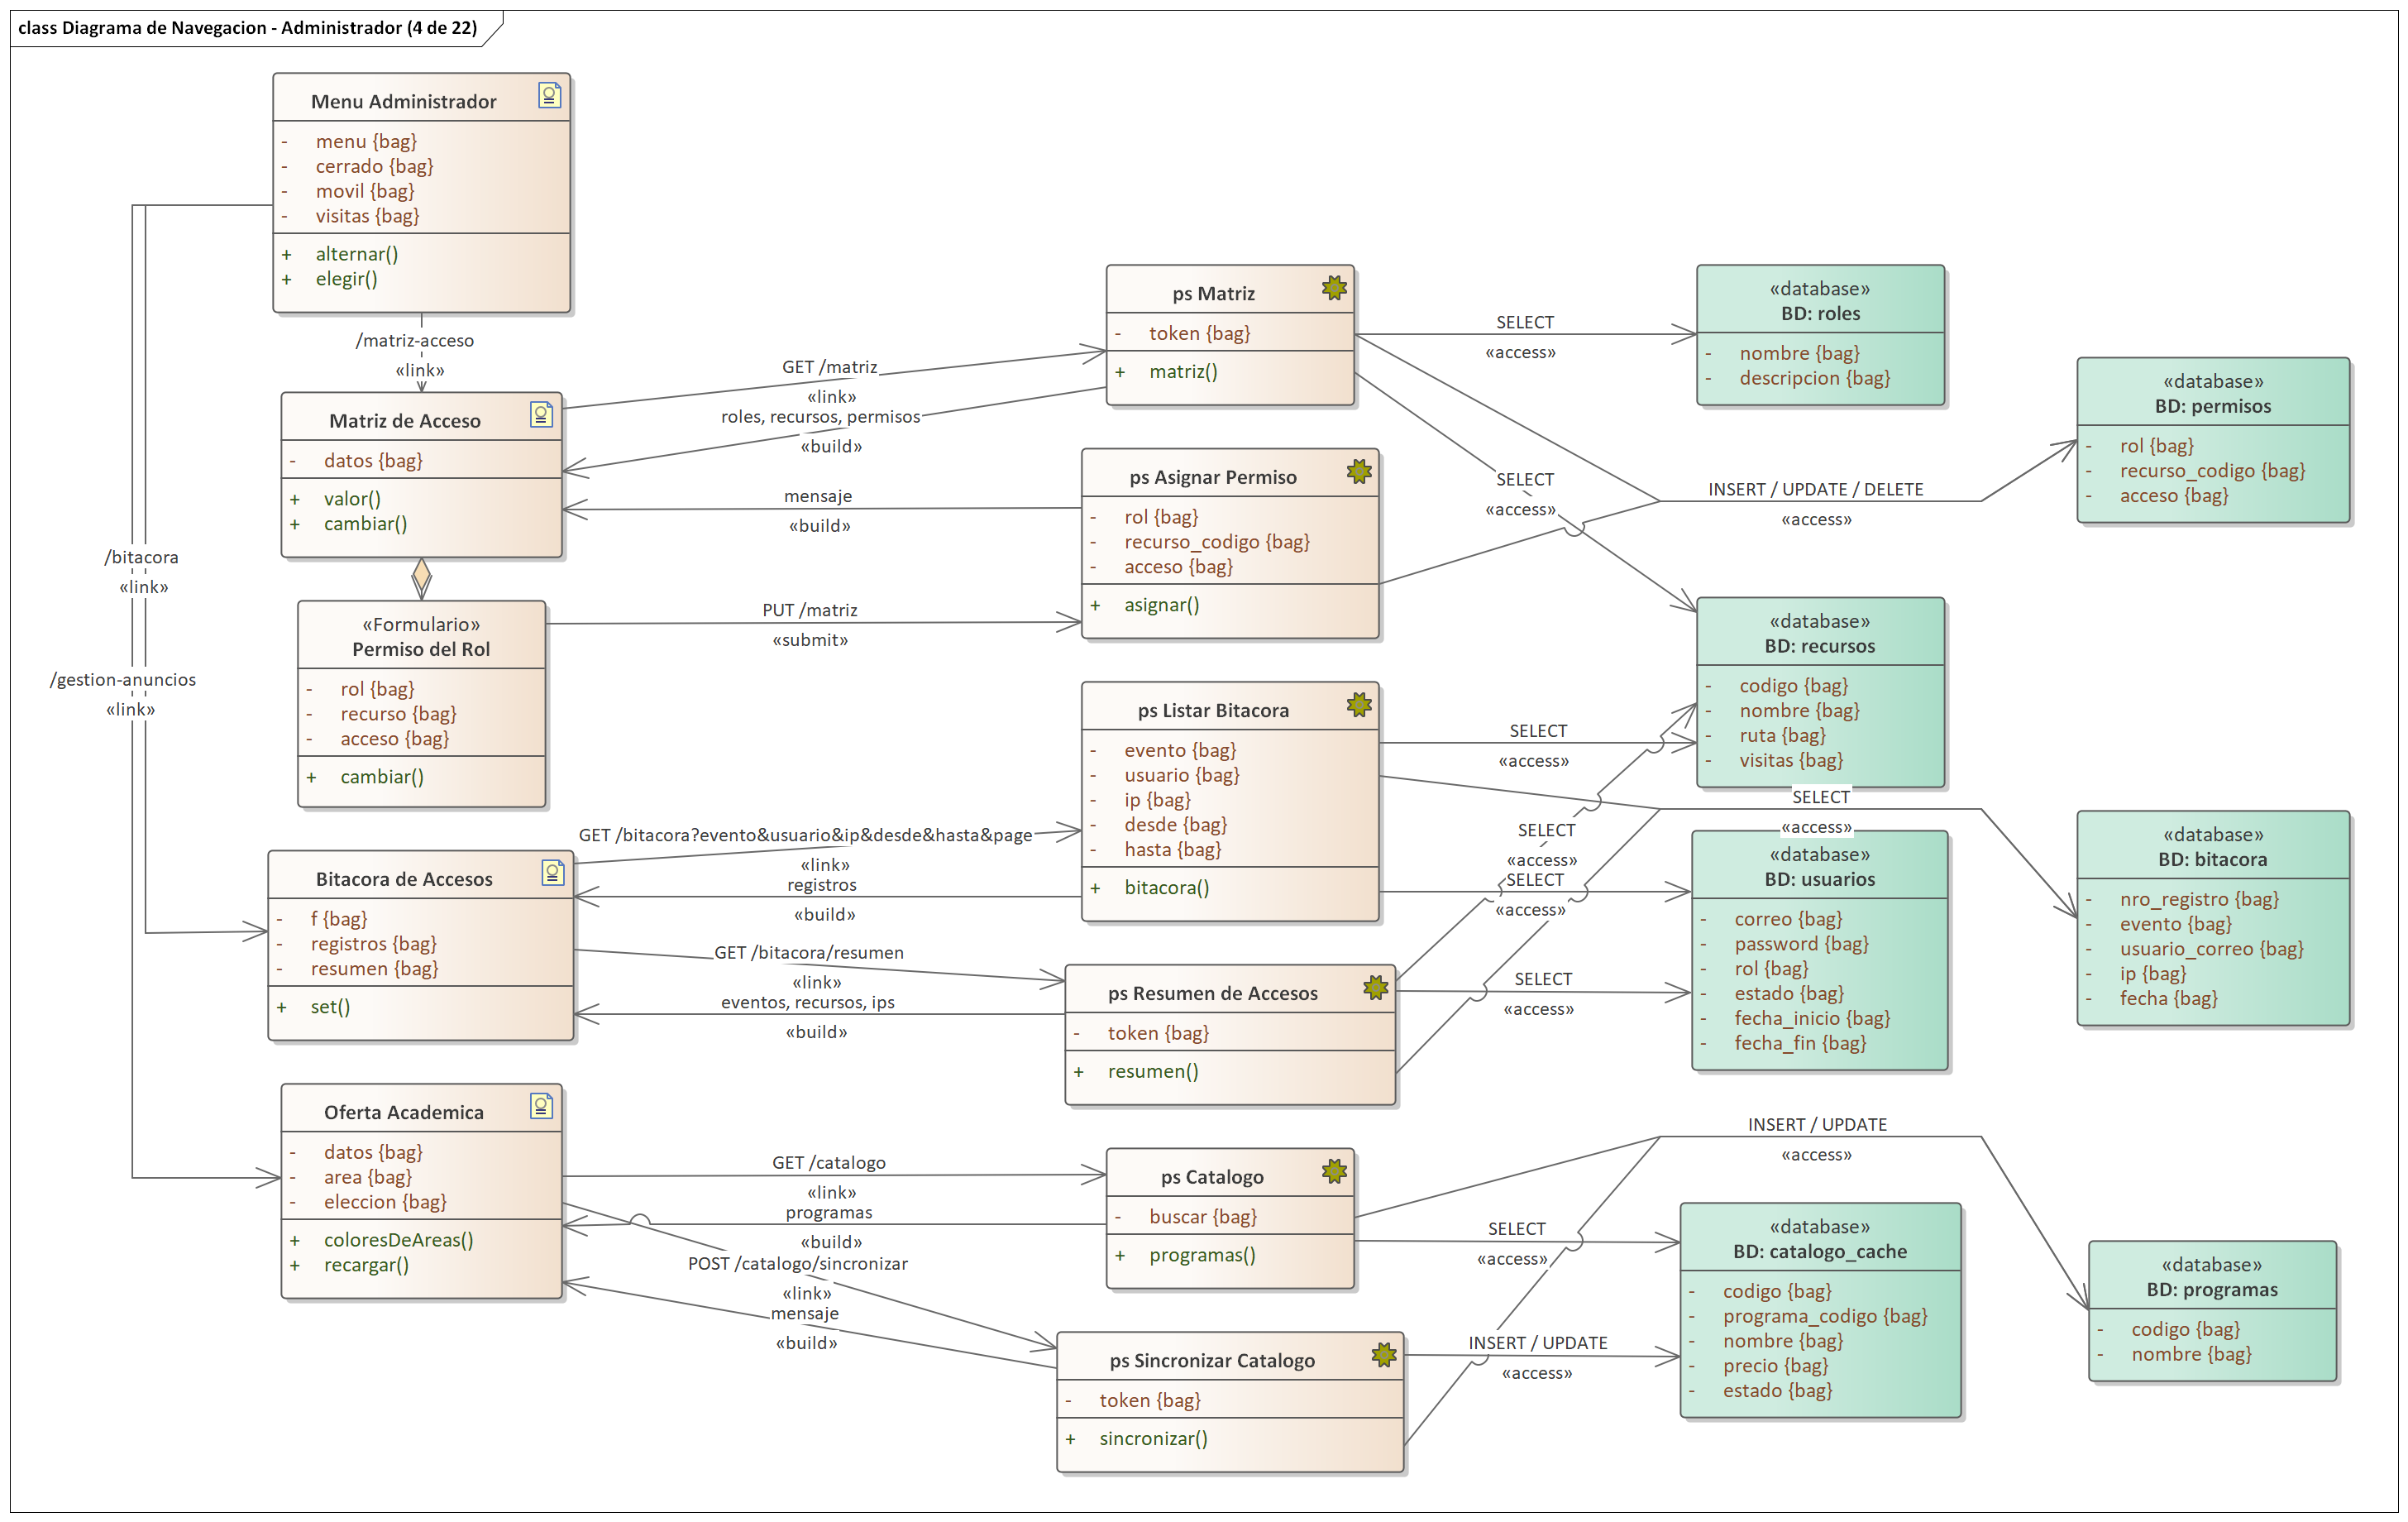 class Diagrama de Navegacion - Administrador (4 de 22)
Menu Administrador
- menu {bag}
- cerrado {bag}
- movil {bag}
- visitas {bag}
+ alternar()
+ elegir()
/matriz-acceso
«link»
Matriz de Acceso
- datos {bag}
+ valor()
+ cambiar()
/bitacora
«link»
/gestion-anuncios
«link»
«Formulario»
Permiso del Rol
- rol {bag}
- recurso {bag}
- acceso {bag}
+ cambiar()
Bitacora de Accesos
- f {bag}
- registros {bag}
- resumen {bag}
+ set()
Oferta Academica
- datos {bag}
- area {bag}
- eleccion {bag}
+ coloresDeAreas()
+ recargar()
GET /matriz
«link»
roles, recursos, permisos
«build»
mensaje
«build»
PUT /matriz
«submit»
GET /bitacora?evento&usuario&ip&desde&hasta&page
«link»
registros
«build»
GET /bitacora/resumen
«link»
eventos, recursos, ips
«build»
GET /catalogo
«link»
programas
«build»
POST /catalogo/sincronizar
«link»
mensaje
«build»
ps Matriz
- token {bag}
+ matriz()
ps Asignar Permiso
- rol {bag}
- recurso_codigo {bag}
- acceso {bag}
+ asignar()
ps Listar Bitacora
- evento {bag}
- usuario {bag}
- ip {bag}
- desde {bag}
- hasta {bag}
+ bitacora()
ps Resumen de Accesos
- token {bag}
+ resumen()
ps Catalogo
- buscar {bag}
+ programas()
ps Sincronizar Catalogo
- token {bag}
+ sincronizar()
SELECT
«access»
SELECT
«access»
INSERT / UPDATE / DELETE
«access»
SELECT
«access»
SELECT
«access»
SELECT
«access»
SELECT
«access»
SELECT
«access»
INSERT / UPDATE
«access»
SELECT
«access»
INSERT / UPDATE
«access»
«database»
BD: roles
- nombre {bag}
- descripcion {bag}
«database»
BD: permisos
- rol {bag}
- recurso_codigo {bag}
- acceso {bag}
«database»
BD: recursos
- codigo {bag}
- nombre {bag}
- ruta {bag}
- visitas {bag}
«database»
BD: usuarios
- correo {bag}
- password {bag}
- rol {bag}
- estado {bag}
- fecha_inicio {bag}
- fecha_fin {bag}
«database»
BD: bitacora
- nro_registro {bag}
- evento {bag}
- usuario_correo {bag}
- ip {bag}
- fecha {bag}
«database»
BD: catalogo_cache
- codigo {bag}
- programa_codigo {bag}
- nombre {bag}
- precio {bag}
- estado {bag}
«database»
BD: programas
- codigo {bag}
- nombre {bag}